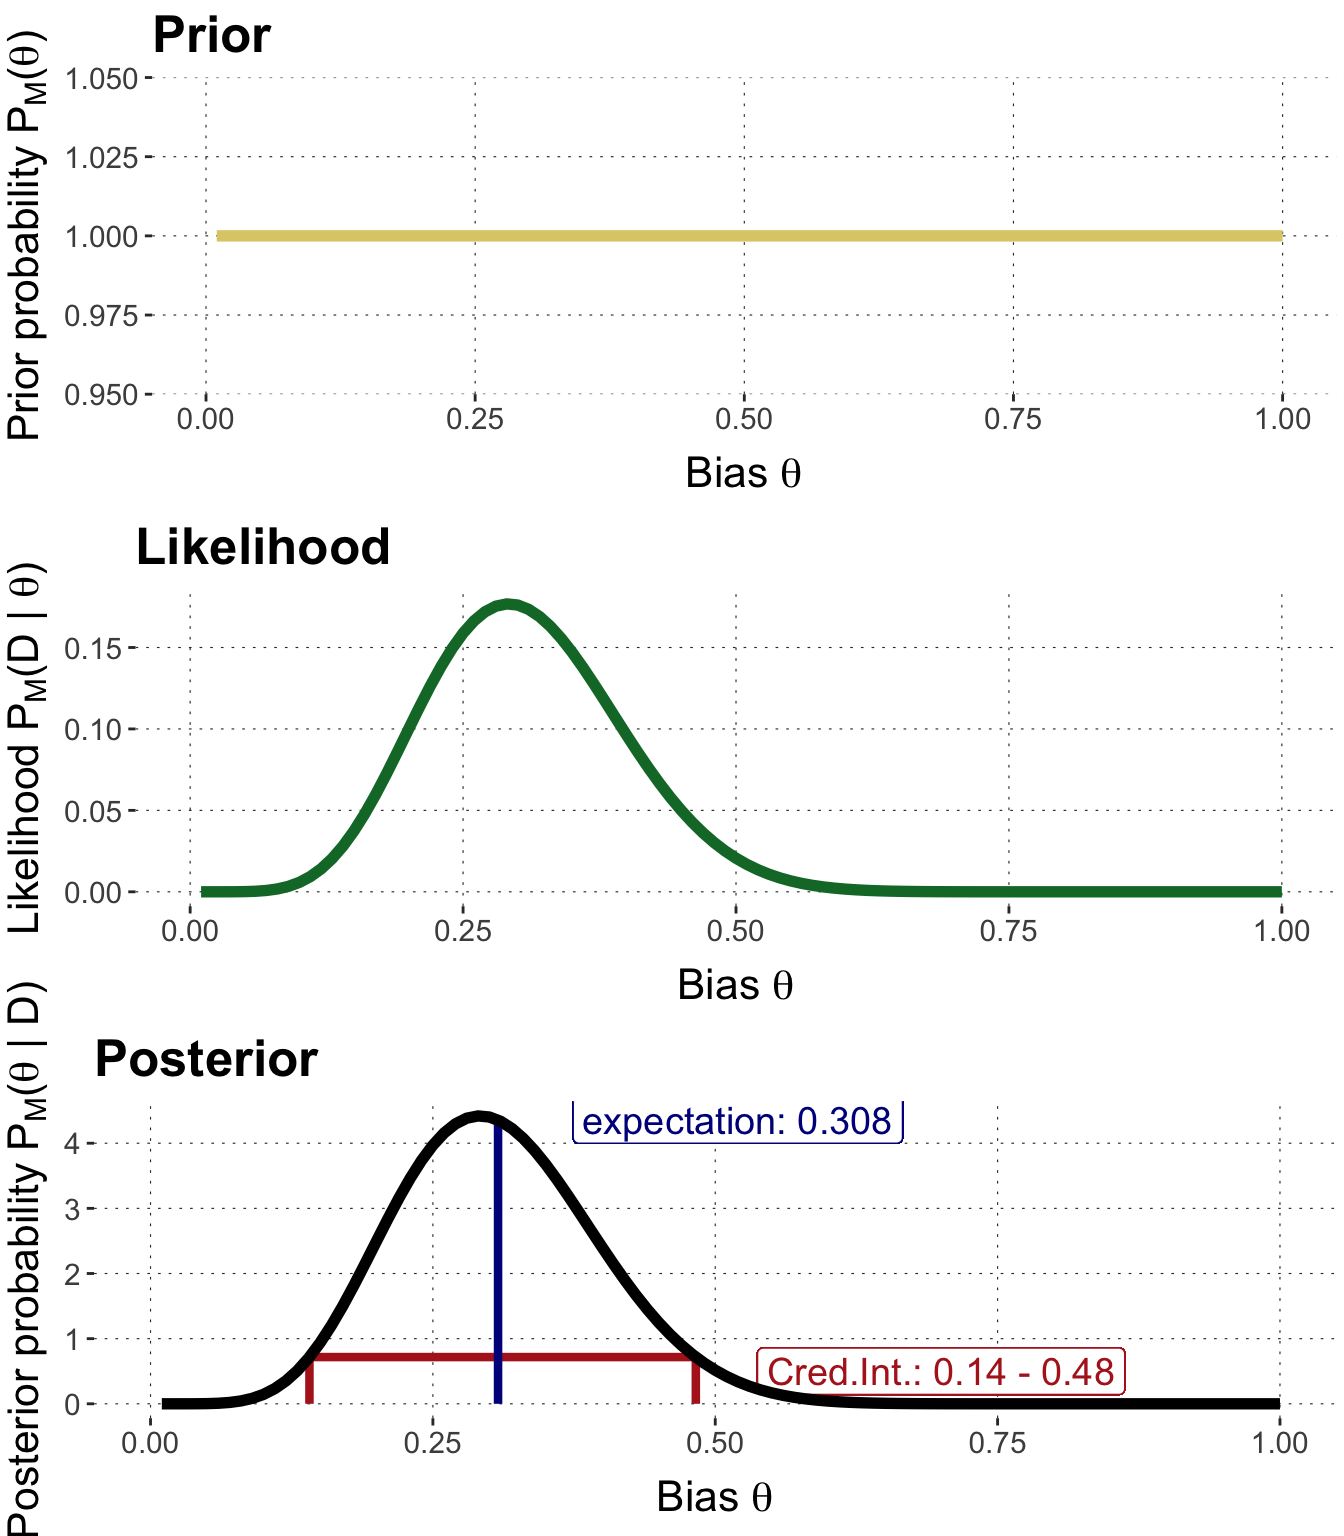 Prior
Prior probability P_M(θ)
1.050
1.025
1.000
0.975
0.950
0.00 0.25 0.50 0.75 1.00
Bias θ
Likelihood
Likelihood P_M(D | θ)
0.15
0.10
0.05
0.00
0.00 0.25 0.50 0.75 1.00
Bias θ
Posterior
Posterior probability P_M(θ | D)
expectation: 0.308
4
3
2
1
Cred.Int.: 0.14 - 0.48
0
0.00 0.25 0.50 0.75 1.00
Bias θ